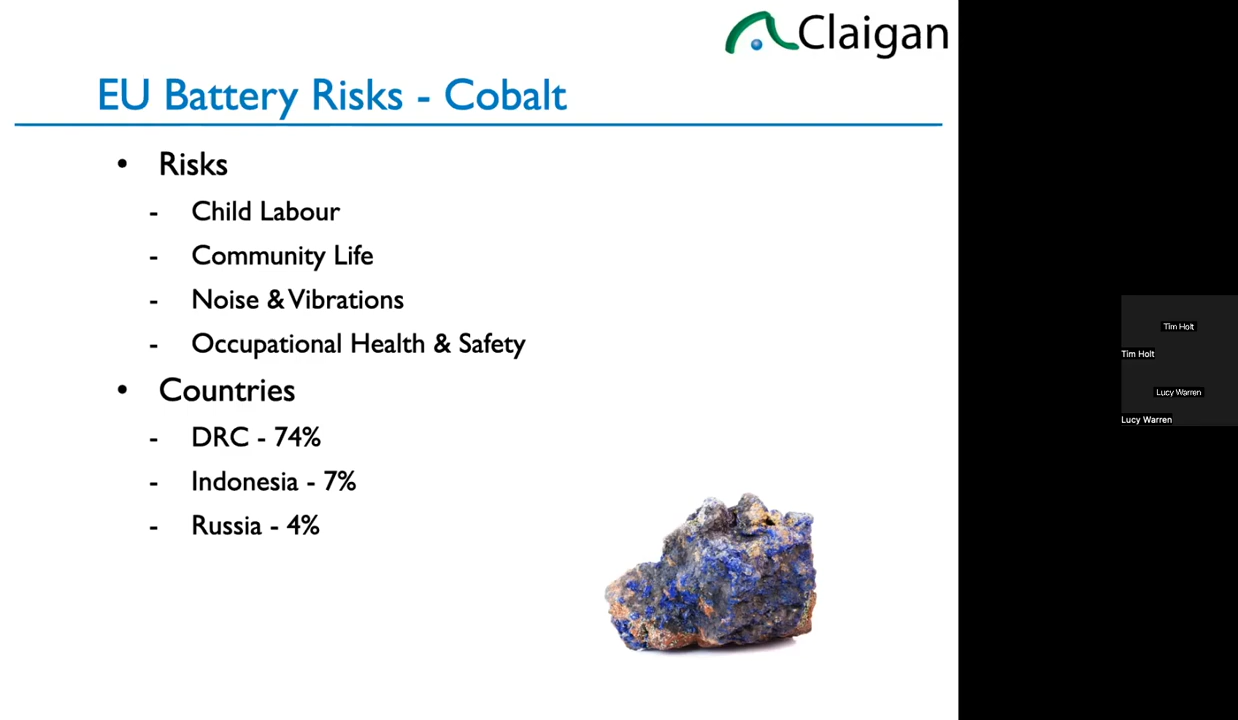 Claigan
EU Battery Risks - Cobalt
• Risks
- Child Labour
- Community Life
- Noise & Vibrations
- Occupational Health & Safety
• Countries
- DRC - 74%
- Indonesia - 7%
- Russia - 4%
Tim Holt
Tim Holt
Lucy Warren
Lucy Warren